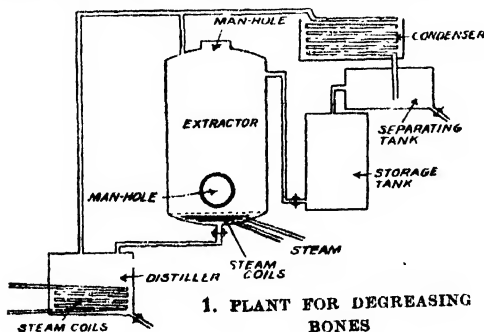 MAN-HOLE
CONDENSER
EXTRACTOR
SEPARATING
TANK
STORAGE
TANK
MAN-HOLE
STEAM
STEAM
COILS
DISTILLER
STEAM COILS
1. PLANT FOR DEGREASING
BONES